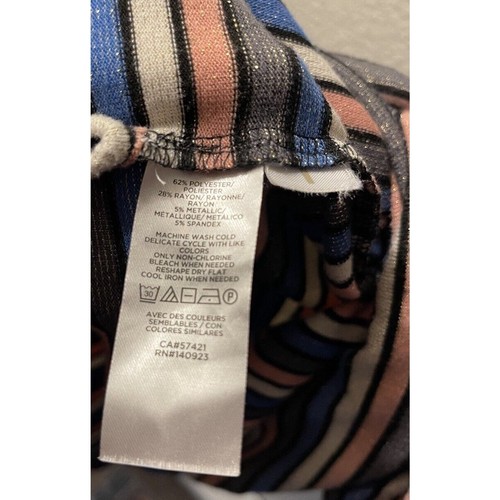 62% POLYESTER/
POLIESTER
28% RAYON/ RAYONNE/
RAYON
5% METALLIC/
METALLIQUE/ METÁLICO
5% SPANDEX
MACHINE WASH COLD
DELICATE CYCLE WITH LIKE
COLORS
ONLY NON-CHLORINE
BLEACH WHEN NEEDED
RESHAPE DRY FLAT
COOL IRON WHEN NEEDED
30 P
AVEC DES COULEURS
SEMBLABLES / CON
COLORES SIMILARES
CA#57421
RN#140923